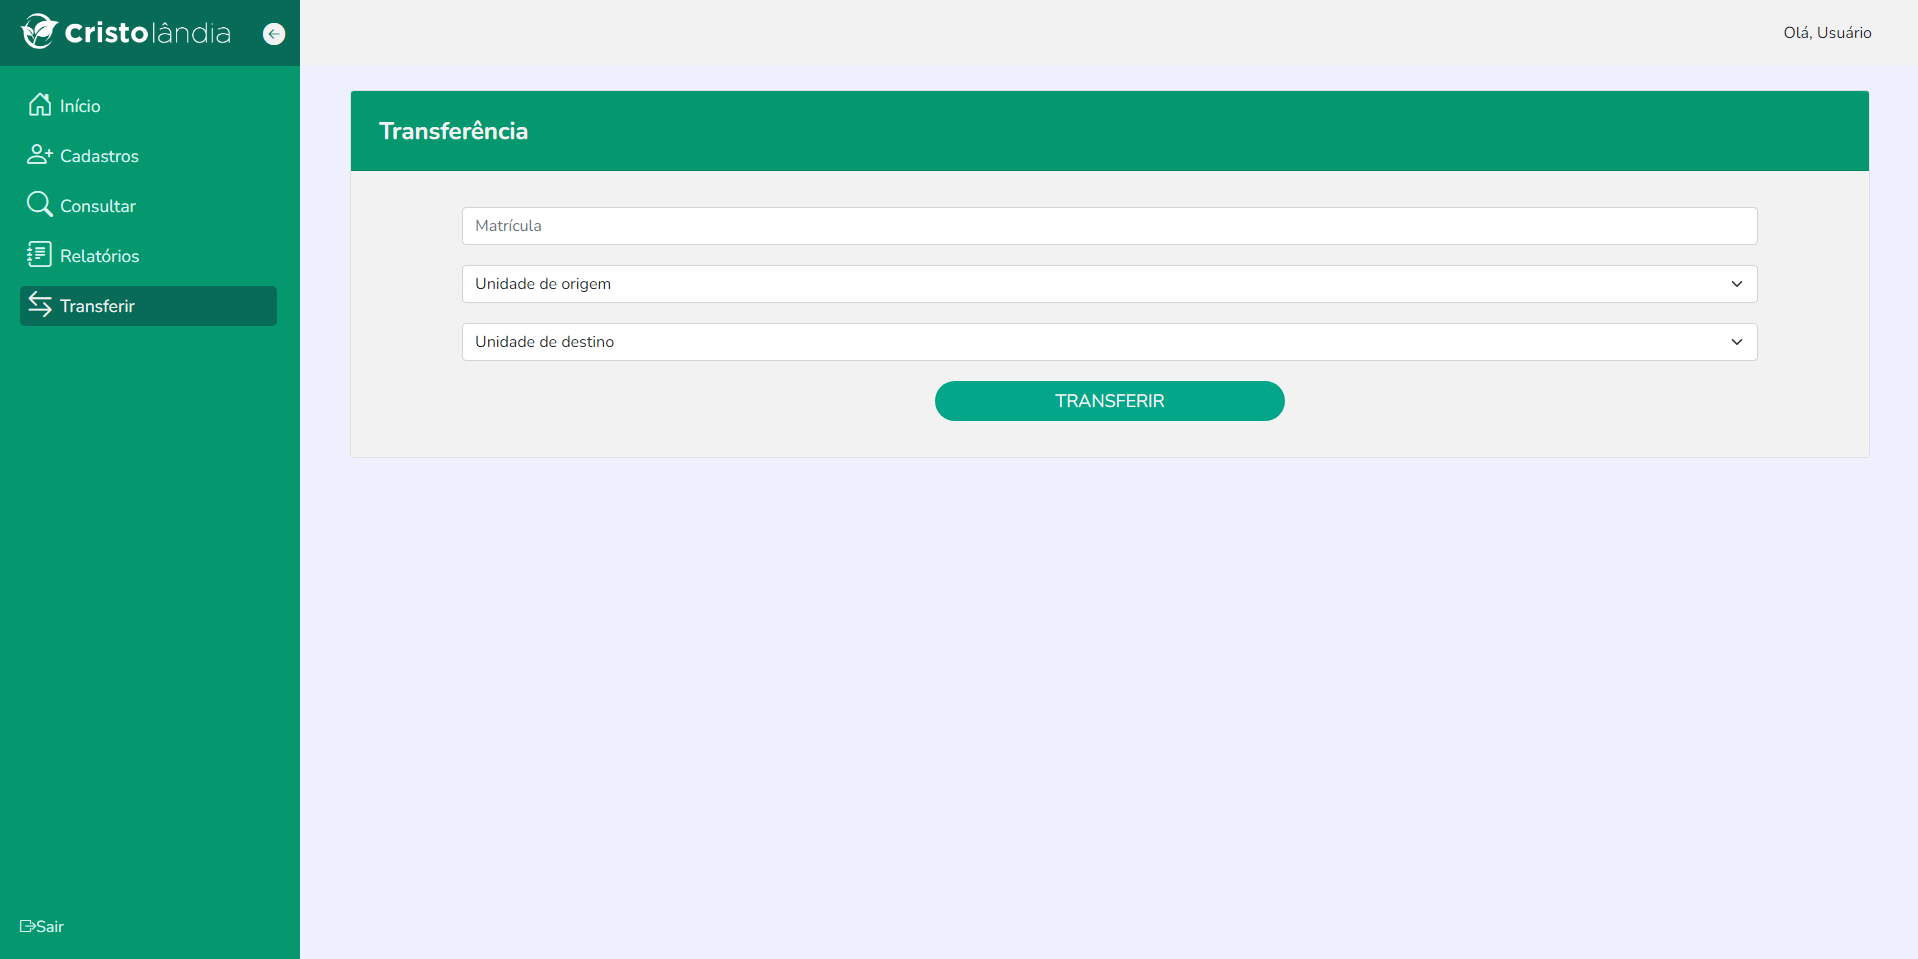 Cristolândia
Olá, Usuário
Início
Cadastros
Consultar
Relatórios
Transferir
Sair
Transferência
Matrícula
Unidade de origem
Unidade de destino
TRANSFERIR